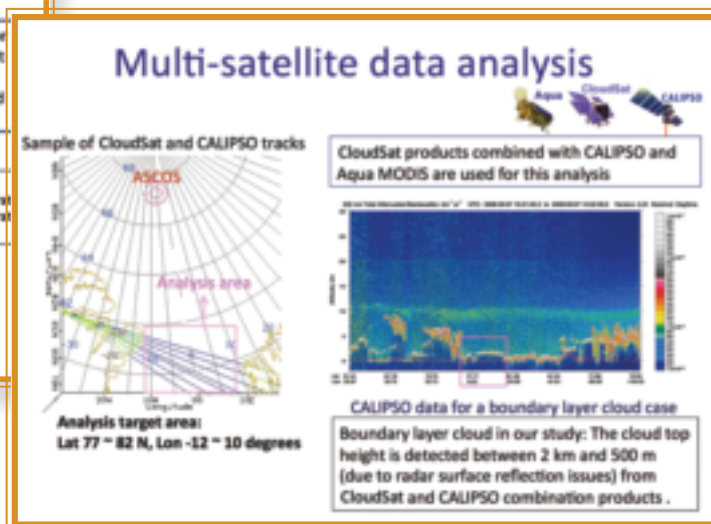 Multi-satellite data analysis
Aqua
CloudSat
CALIPSO
Sample of CloudSat and CALIPSO tracks
ASCOS
Analysis area
Analysis target area:
Lat 77 ~ 82 N, Lon -12 ~ 10 degrees
CloudSat products combined with CALIPSO and
Aqua MODIS are used for this analysis
CALIPSO data for a boundary layer cloud case
Boundary layer cloud in our study: The cloud top
height is detected between 2 km and 500 m
(due to radar surface reflection issues) from
CloudSat and CALIPSO combination products .